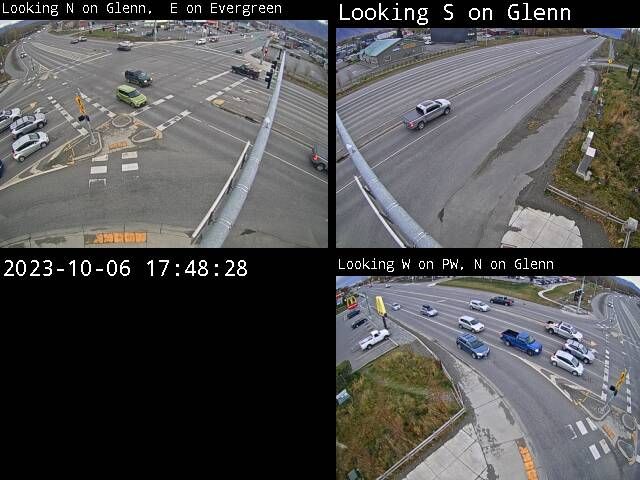 Looking N on Glenn,  E on Evergreen
Looking S on Glenn
2023-10-06 17:48:28
Looking W on PW, N on Glenn